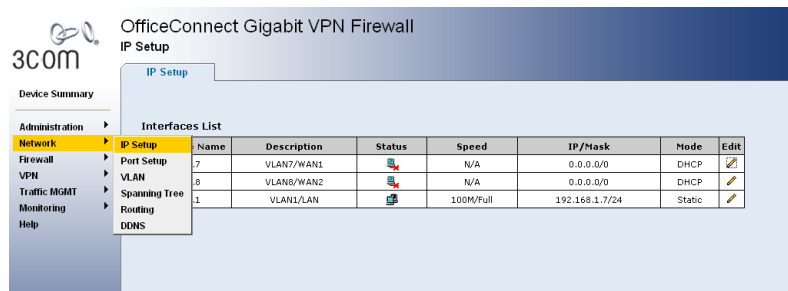 OfficeConnect Gigabit VPN Firewall
IP Setup
3COM
IP Setup
Device Summary
Interfaces List
Administration
Network
Firewall
VPN
Traffic MGMT
Monitoring
Help
IP Setup
Port Setup
VLAN
Spanning Tree
Routing
DDNS
Name Description Status Speed IP/Mask Mode Edit
.7 VLAN7/WAN1 N/A 0.0.0.0/0 DHCP
.8 VLAN8/WAN2 N/A 0.0.0.0/0 DHCP
.1 VLAN1/LAN 100M/Full 192.168.1.7/24 Static